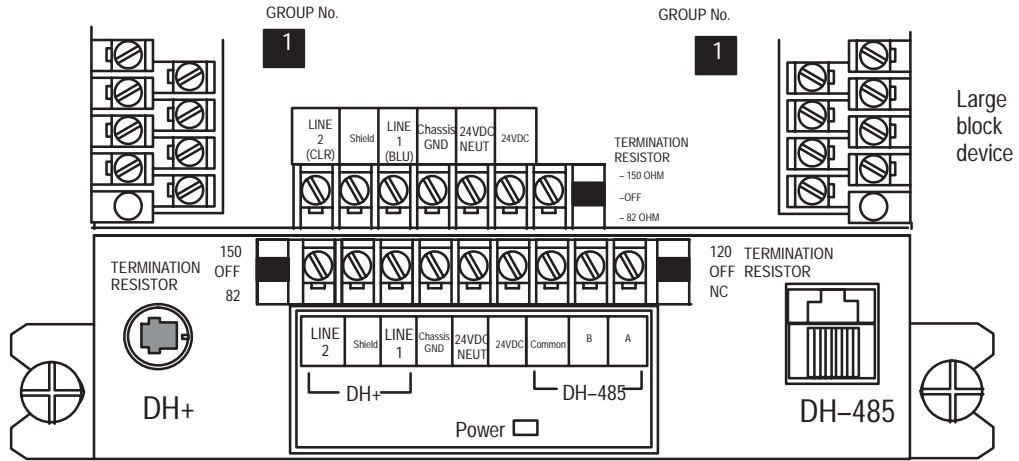 GROUP No.
GROUP No.
1
1
Large
block
device
LINE
2
(CLR)
Shield
LINE
1
(BLU)
Chassis
GND
24VDC
NEUT
24VDC
TERMINATION
RESISTOR
– 150 OHM
–OFF
– 82 OHM
TERMINATION
RESISTOR
150
OFF
82
120
OFF
NC
TERMINATION
RESISTOR
LINE
2
Shield
LINE
1
Chassis
GND
24VDC
NEUT
24VDC
Common
B
A
DH+
DH–485
DH+
Power
DH–485